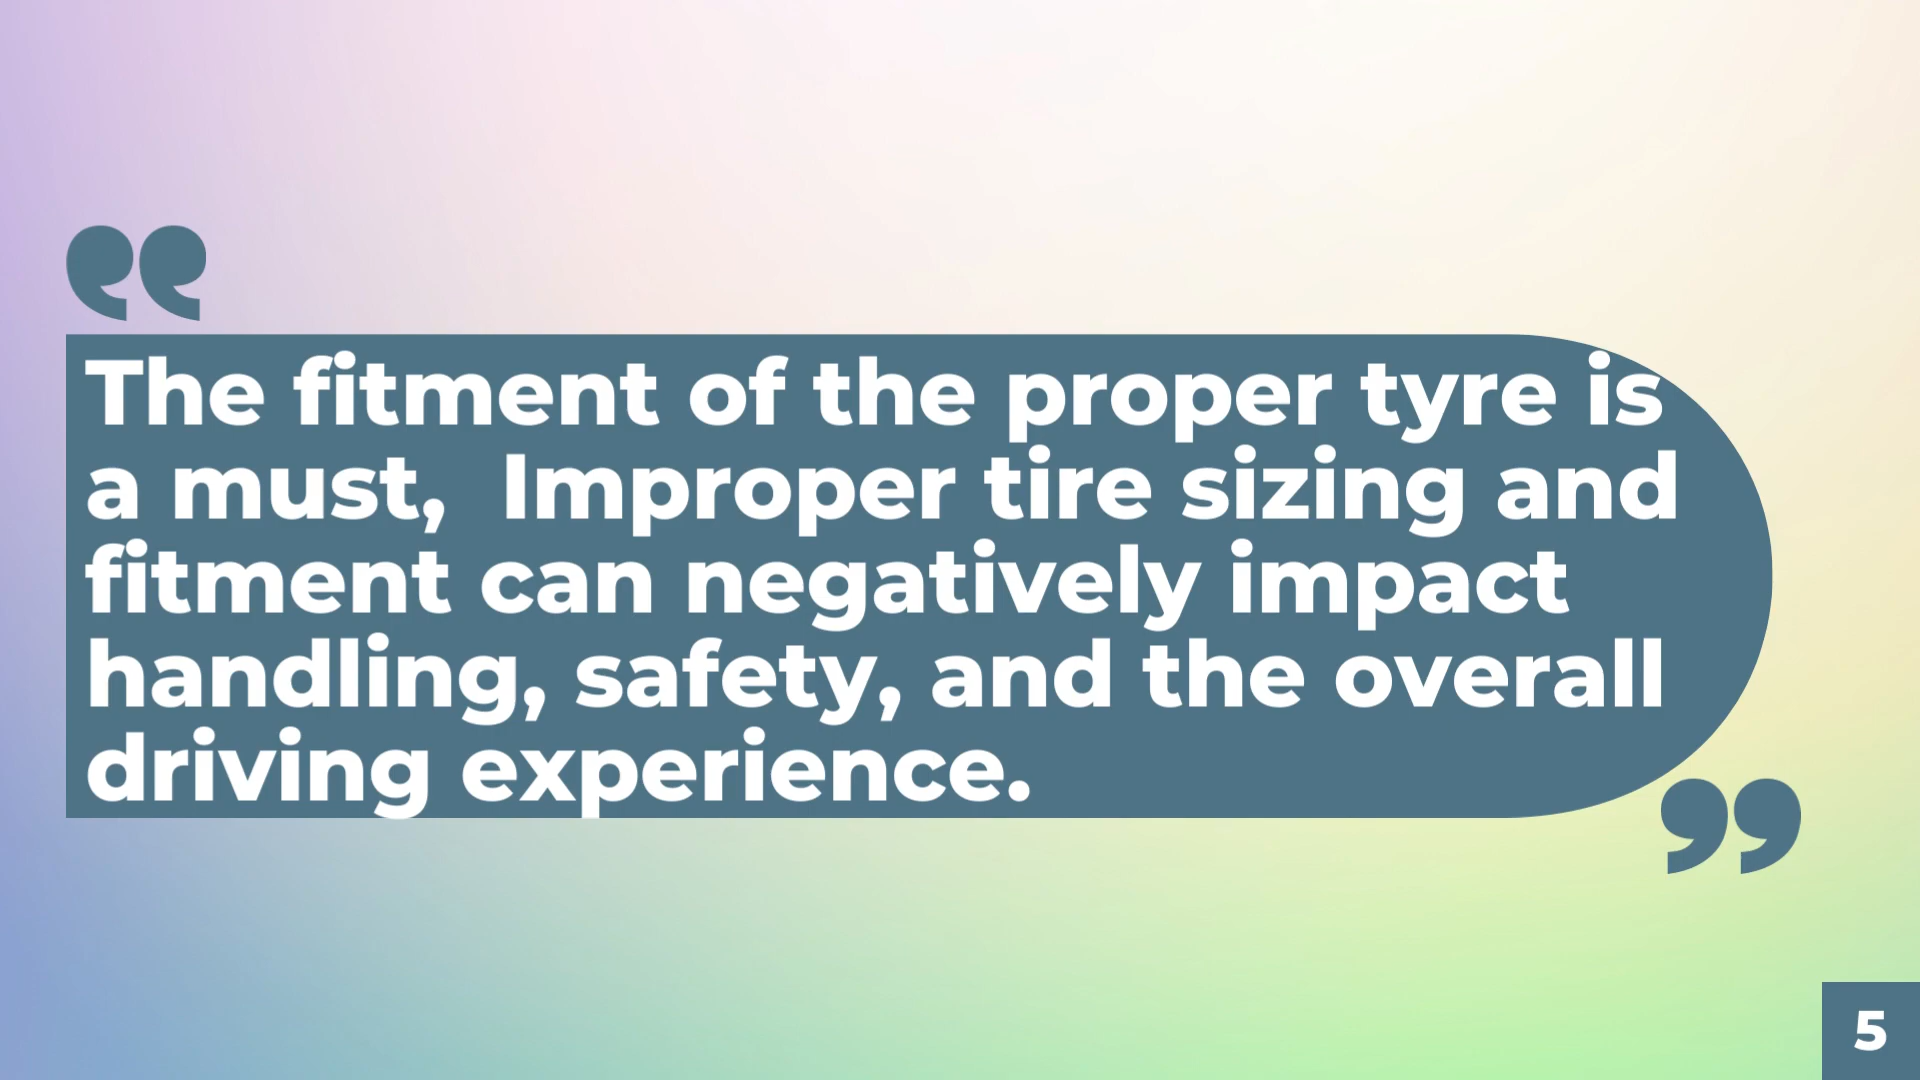 “
The fitment of the proper tyre is
a must,  Improper tire sizing and
fitment can negatively impact
handling, safety, and the overall
driving experience.
”
5